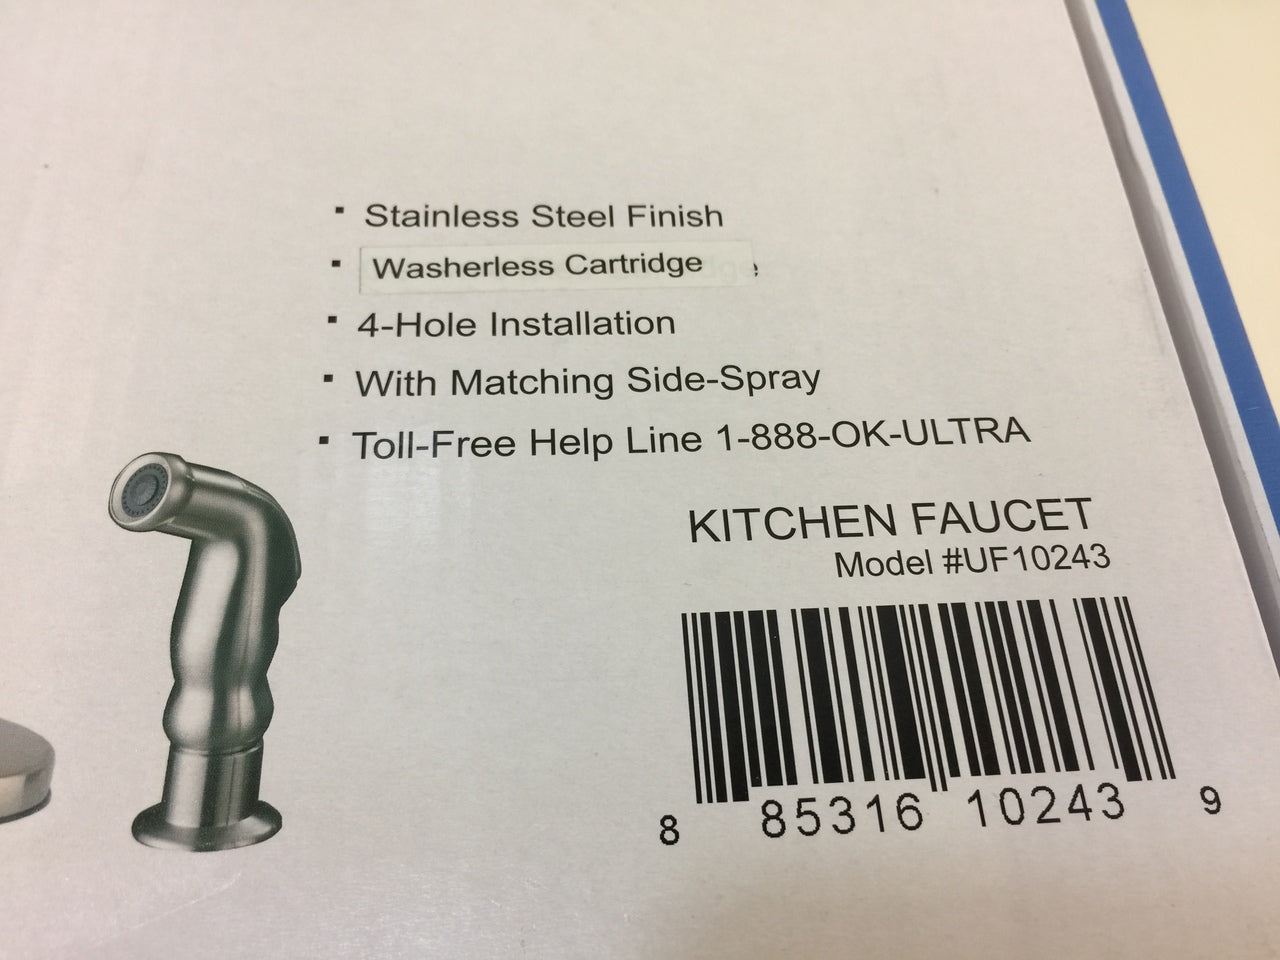 ▪ Stainless Steel Finish
▪ Washerless Cartridge
▪ 4-Hole Installation
▪ With Matching Side-Spray
▪ Toll-Free Help Line 1-888-OK-ULTRA
KITCHEN FAUCET
Model #UF10243
8 85316 10243 9